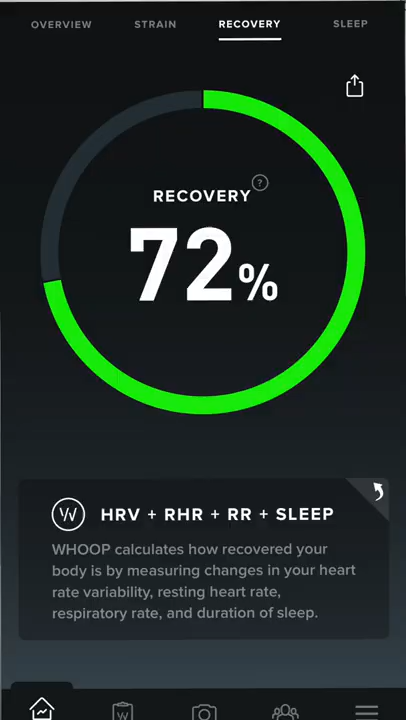 OVERVIEW STRAIN RECOVERY SLEEP
RECOVERY ?
72%
W HRV + RHR + RR + SLEEP
WHOOP calculates how recovered your
body is by measuring changes in your heart
rate variability, resting heart rate,
respiratory rate, and duration of sleep.
W